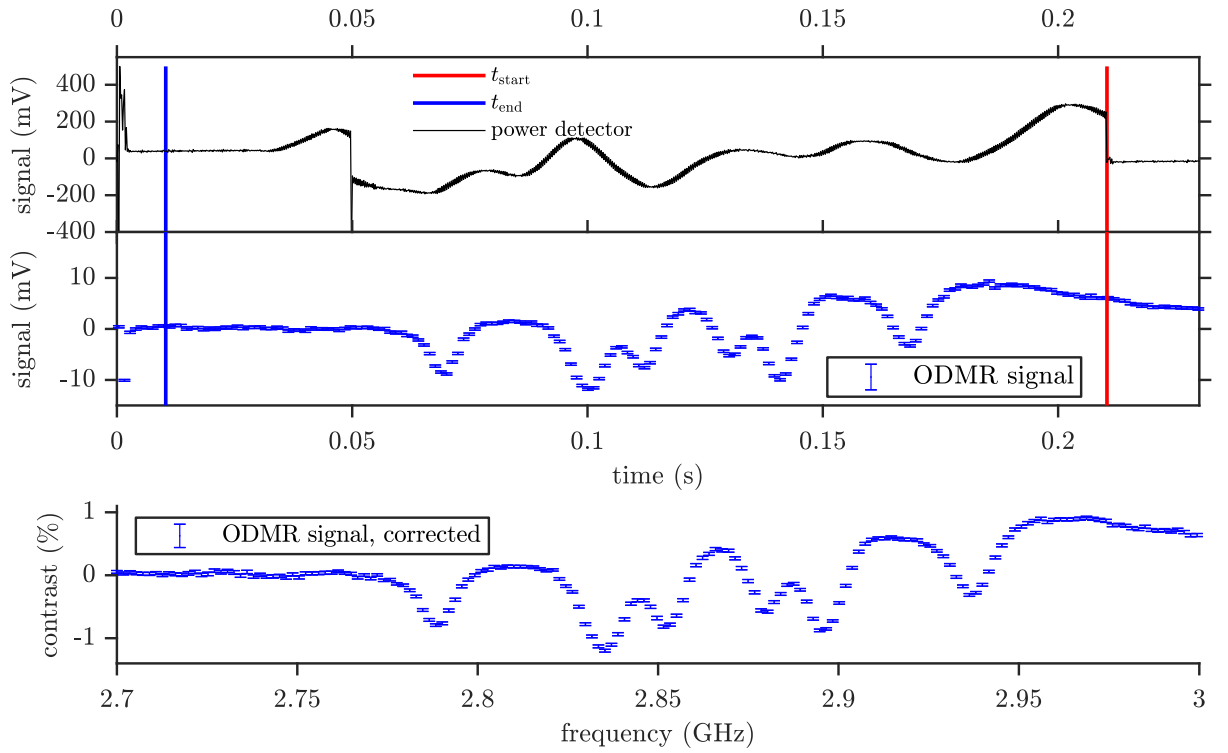 0 0.05 0.1 0.15 0.2
signal (mV)
400
200
0
-200
-400
t_start
t_end
power detector
signal (mV)
10
0
-10
ODMR signal
0 0.05 0.1 0.15 0.2
time (s)
contrast (%)
1
0
-1
ODMR signal, corrected
2.7 2.75 2.8 2.85 2.9 2.95 3
frequency (GHz)